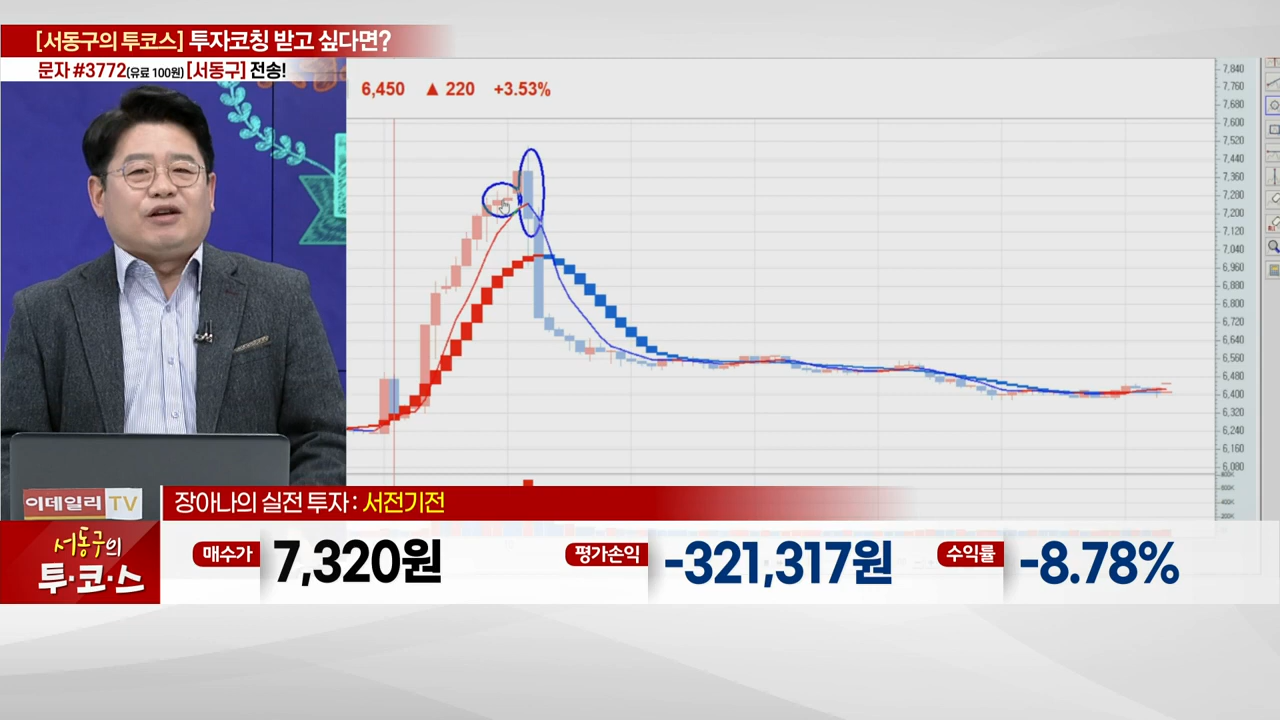 [서동구의 투코스] 투자코칭 받고 싶다면?
문자 #3772(유료 100원) [서동구] 전송!
6,450 ▲ 220 +3.53%
7,840
7,760
7,680
7,600
7,520
7,440
7,360
7,280
7,200
7,120
7,040
6,960
6,880
6,800
6,720
6,640
6,560
6,480
6,400
6,320
6,240
6,160
6,080
800K
600K
400K
200K
이데일리 TV
장아나의 실전 투자 : 서전기전
서동구의
투·코·스
매수가 7,320원 평가손익 -321,317원 수익률 -8.78%